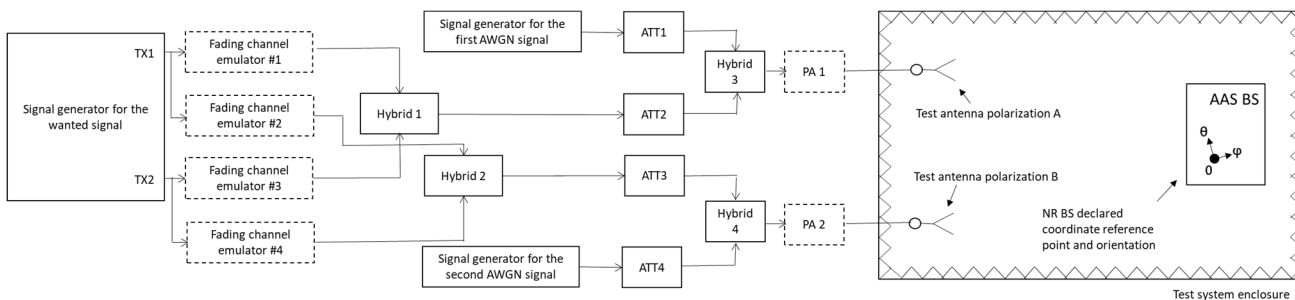 Signal generator for the
wanted signal
TX1
TX2
Fading channel
emulator #1
Fading channel
emulator #2
Fading channel
emulator #3
Fading channel
emulator #4
Hybrid 1
Hybrid 2
Signal generator for the
first AWGN signal
Signal generator for the
second AWGN signal
ATT1
ATT2
ATT3
ATT4
Hybrid
3
Hybrid
4
PA 1
PA 2
Test antenna polarization A
Test antenna polarization B
AAS BS
θ
φ
0
NR BS declared
coordinate reference
point and orientation
Test system enclosure